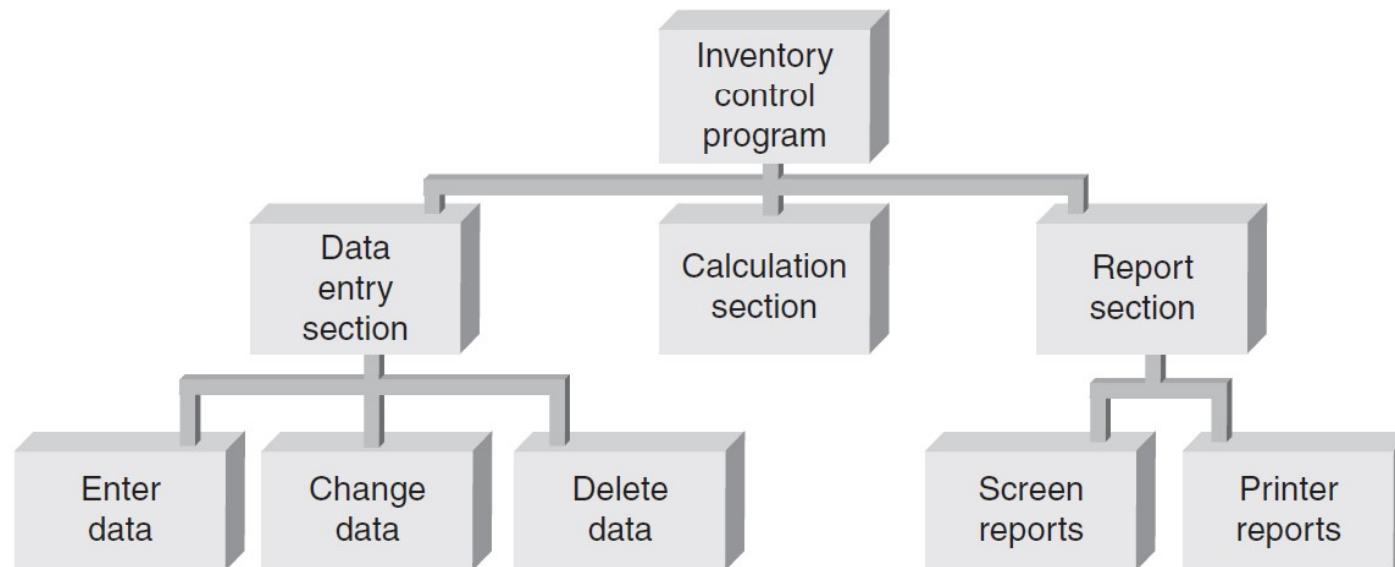 Inventory
control
program
Data
entry
section
Calculation
section
Report
section
Enter
data
Change
data
Delete
data
Screen
reports
Printer
reports